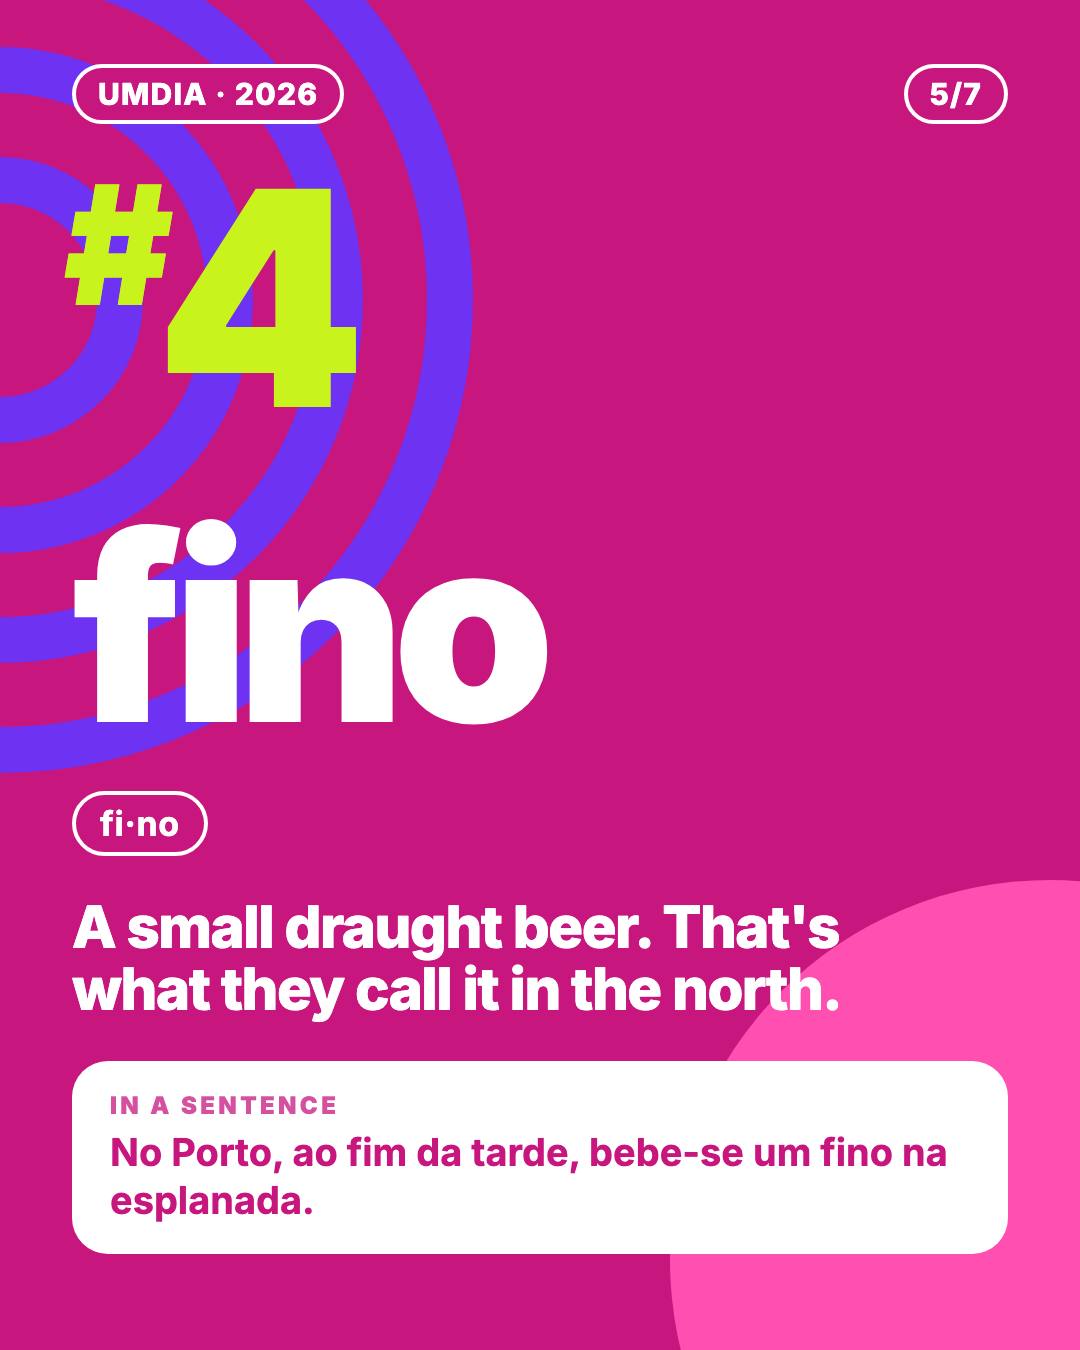 UMDIA · 2026
5/7
#4
fino
fi·no
A small draught beer. That's
what they call it in the north.
IN A SENTENCE
No Porto, ao fim da tarde, bebe-se um fino na
esplanada.